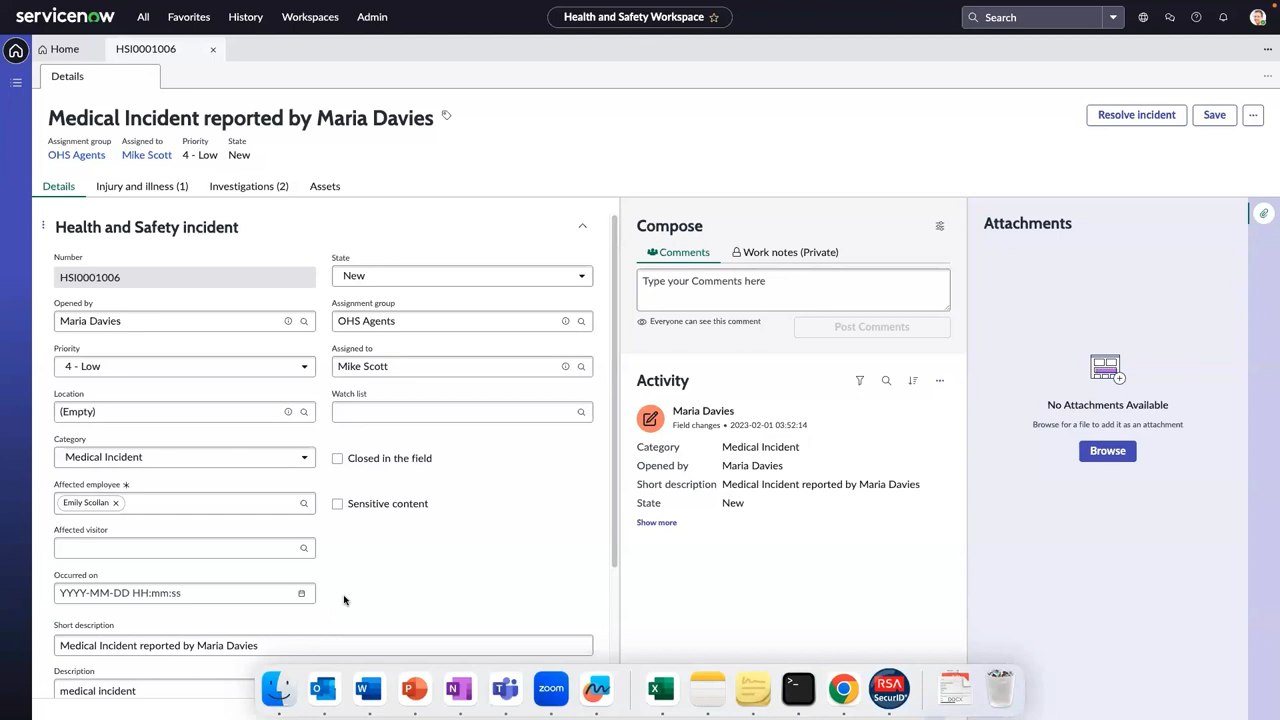 servicenow All Favorites History Workspaces Admin Health and Safety Workspace Search
Home HSI0001006
Details
Medical Incident reported by Maria Davies Resolve incident Save
Assignment group Assigned to Priority State
OHS Agents Mike Scott 4 - Low New
Details Injury and illness (1) Investigations (2) Assets
Health and Safety incident
Number
HSI0001006
State
New
Opened by
Maria Davies
Assignment group
OHS Agents
Priority
4 - Low
Assigned to
Mike Scott
Location
(Empty)
Watch list
Category
Medical Incident
Closed in the field
Affected employee *
Emily Scollan
Sensitive content
Affected visitor
Occurred on
YYYY-MM-DD HH:mm:ss
Short description
Medical Incident reported by Maria Davies
Description
medical incident
Compose
Comments Work notes (Private)
Type your Comments here
Everyone can see this comment Post Comments
Activity
Maria Davies
Field changes • 2023-02-01 03:52:14
Category Medical Incident
Opened by Maria Davies
Short description Medical Incident reported by Maria Davies
State New
Show more
Attachments
No Attachments Available
Browse for a file to add it as an attachment
Browse
zoom
RSA
SecurID